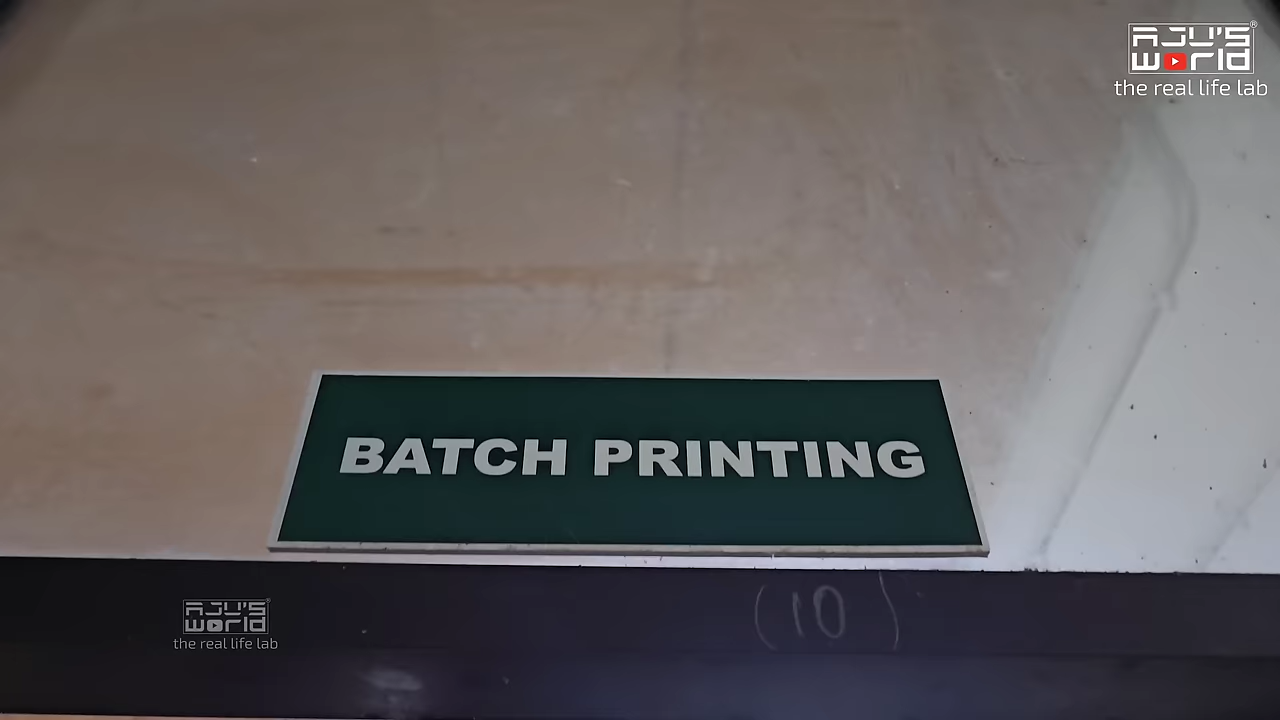 AJU'S
WORLD
the real life lab
BATCH PRINTING
(10)
AJU'S
WORLD
the real life lab